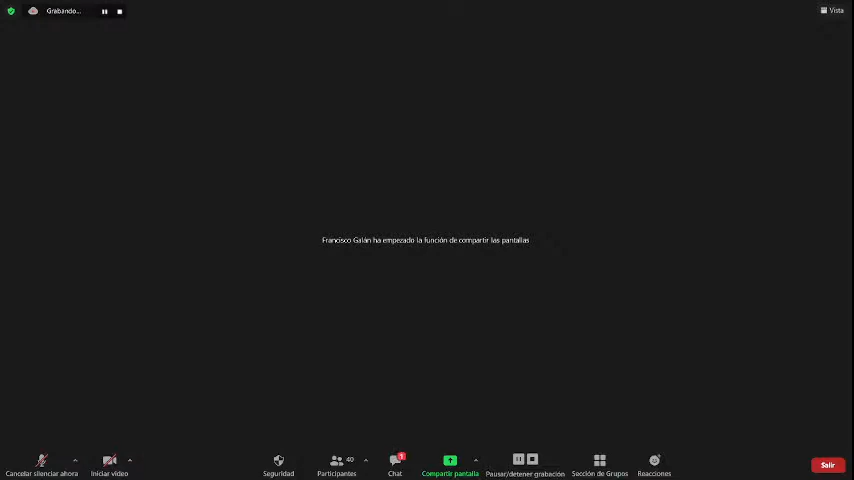 Grabando...
Vista
Francisco Galán ha empezado la función de compartir las pantallas
40
1
Cancelar silenciar ahora
Iniciar video
Seguridad
Participantes
Chat
Compartir pantalla
Pausar/detener grabación
Sección de Grupos
Reacciones
Salir